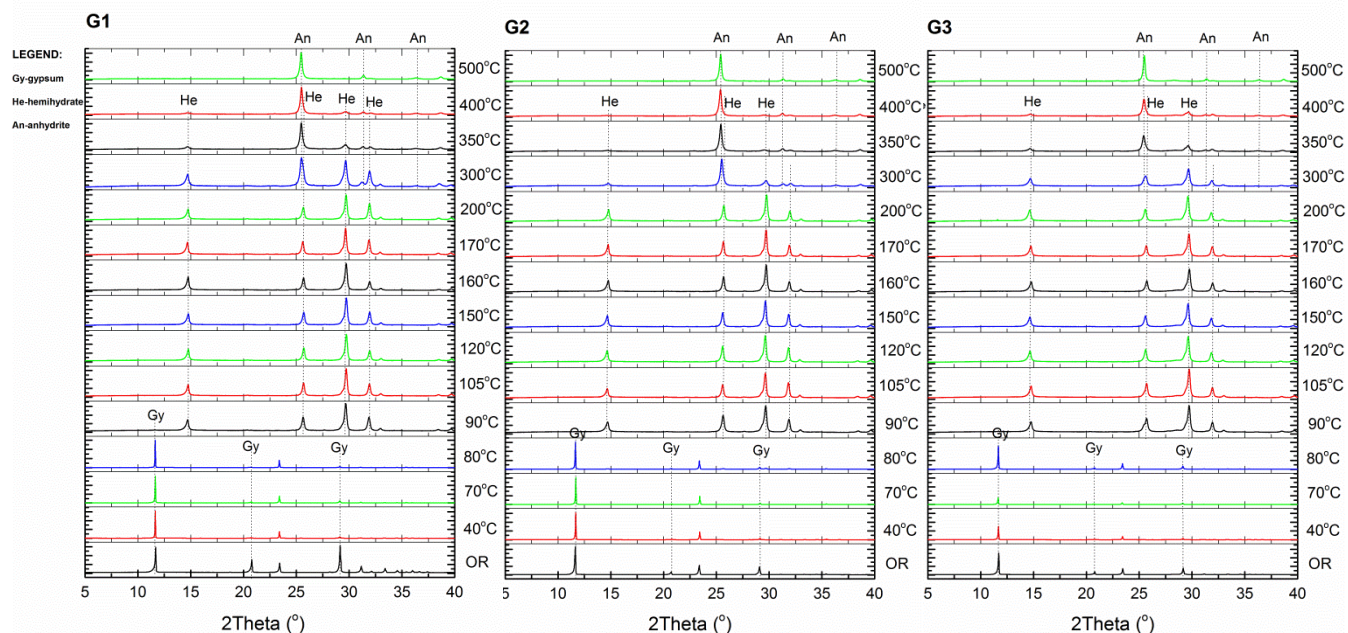 G1
G2
G3
An An An
An An An
An An An
LEGEND:
Gy-gypsum
He-hemihydrate
An-anhydrite
He He He He
He He He
He He He
500°C
400°C
350°C
300°C
200°C
170°C
160°C
150°C
120°C
105°C
90°C
80°C
70°C
40°C
OR
Gy Gy Gy
5 10 15 20 25 30 35 40
2Theta (°)
500°C
400°C
350°C
300°C
200°C
170°C
160°C
150°C
120°C
105°C
90°C
80°C
70°C
40°C
OR
Gy Gy Gy
5 10 15 20 25 30 35 40
2Theta (°)
500°C
400°C
350°C
300°C
200°C
170°C
160°C
150°C
120°C
105°C
90°C
80°C
70°C
40°C
OR
Gy Gy Gy
5 10 15 20 25 30 35 40
2Theta (°)